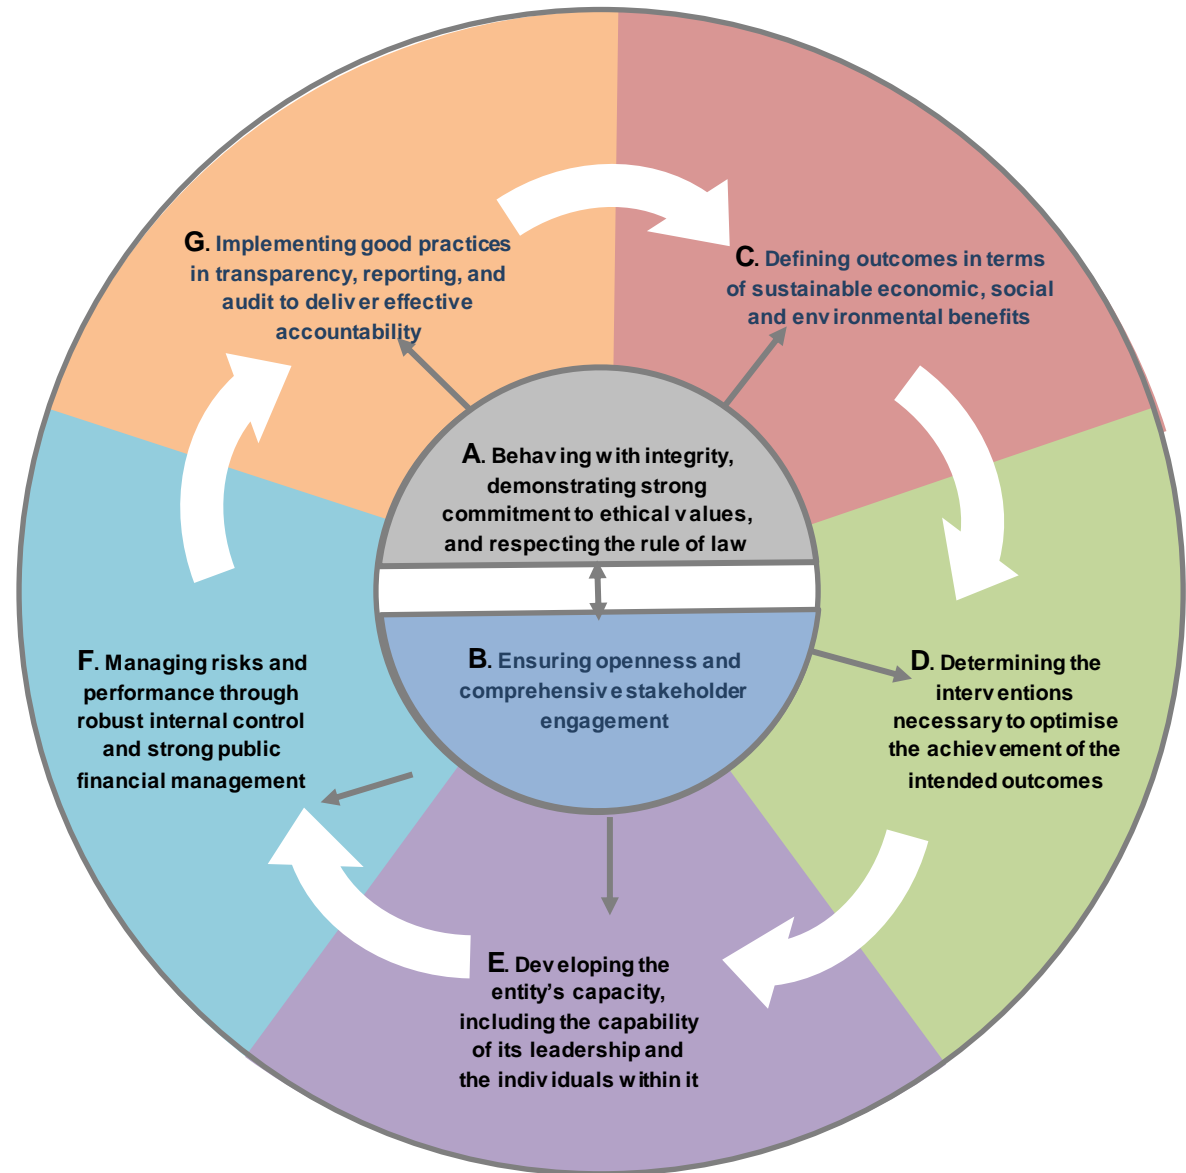 G. Implementing good practices
in transparency, reporting, and
audit to deliver effective
accountability
C. Defining outcomes in terms
of sustainable economic, social
and environmental benefits
A. Behaving with integrity,
demonstrating strong
commitment to ethical values,
and respecting the rule of law
B. Ensuring openness and
comprehensive stakeholder
engagement
F. Managing risks and
performance through
robust internal control
and strong public
financial management
D. Determining the
interventions
necessary to optimise
the achievement of the
intended outcomes
E. Developing the
entity’s capacity,
including the capability
of its leadership and
the individuals within it